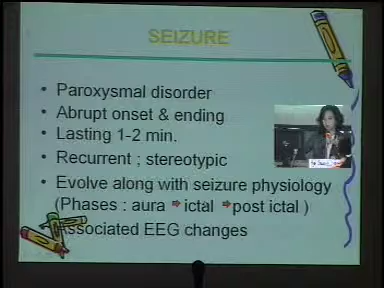 SEIZURE
• Paroxysmal disorder
• Abrupt onset & ending
• Lasting 1-2 min.
• Recurrent ; stereotypic
• Evolve along with seizure physiology
(Phases : aura ➡ ictal ➡ post ictal )
Associated EEG changes